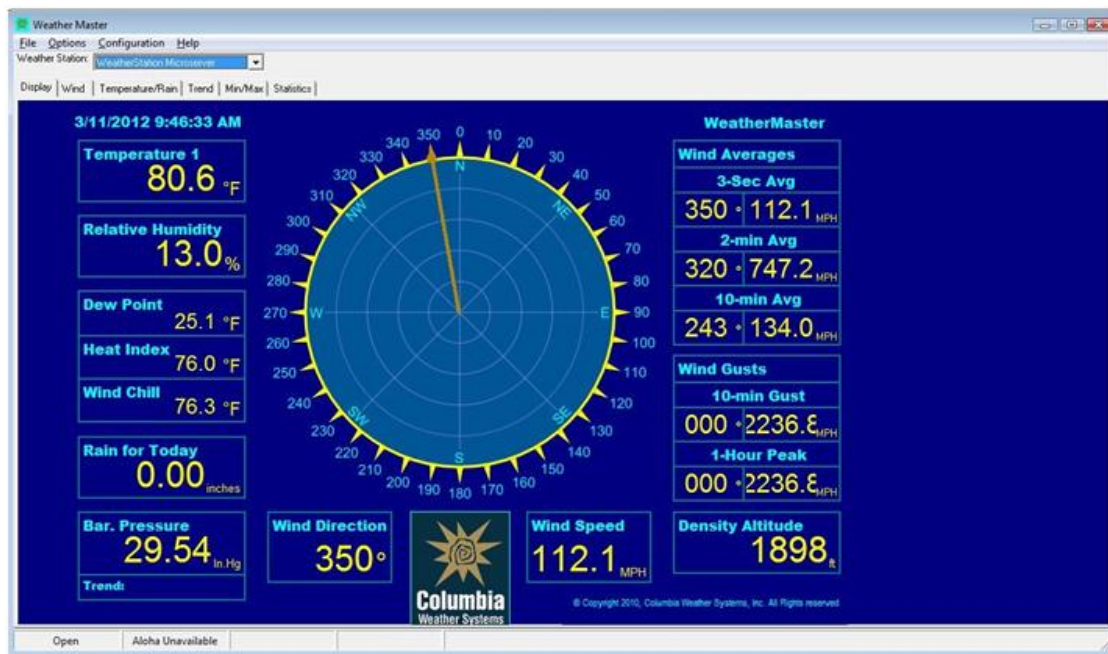 Weather Master
File Options Configuration Help
Weather Station: WeatherStation Microserver
Display Wind Temperature/Rain Trend Min/Max Statistics
3/11/2012 9:46:33 AM
WeatherMaster
Temperature 1
80.6 °F
Relative Humidity
13.0 %
Dew Point
25.1 °F
Heat Index
76.0 °F
Wind Chill
76.3 °F
Rain for Today
0.00 inches
Bar. Pressure
29.54 In.Hg
Trend:
0
10
20
30
40
50
60
70
80
90
100
110
120
130
140
150
160
170
180
190
200
210
220
230
240
250
260
270
280
290
300
310
320
330
340
350
N
NE
E
SE
S
SW
W
NW
Wind Direction
350°
Columbia
Weather Systems
Wind Speed
112.1 MPH
Wind Averages
3-Sec Avg
350 ° 112.1 MPH
2-min Avg
320 ° 747.2 MPH
10-min Avg
243 ° 134.0 MPH
Wind Gusts
10-min Gust
000 ° 2236.8 MPH
1-Hour Peak
000 ° 2236.8 MPH
Density Altitude
1898 ft
© Copyright 2010, Columbia Weather Systems, Inc. All Rights reserved
Open Aloha Unavailable